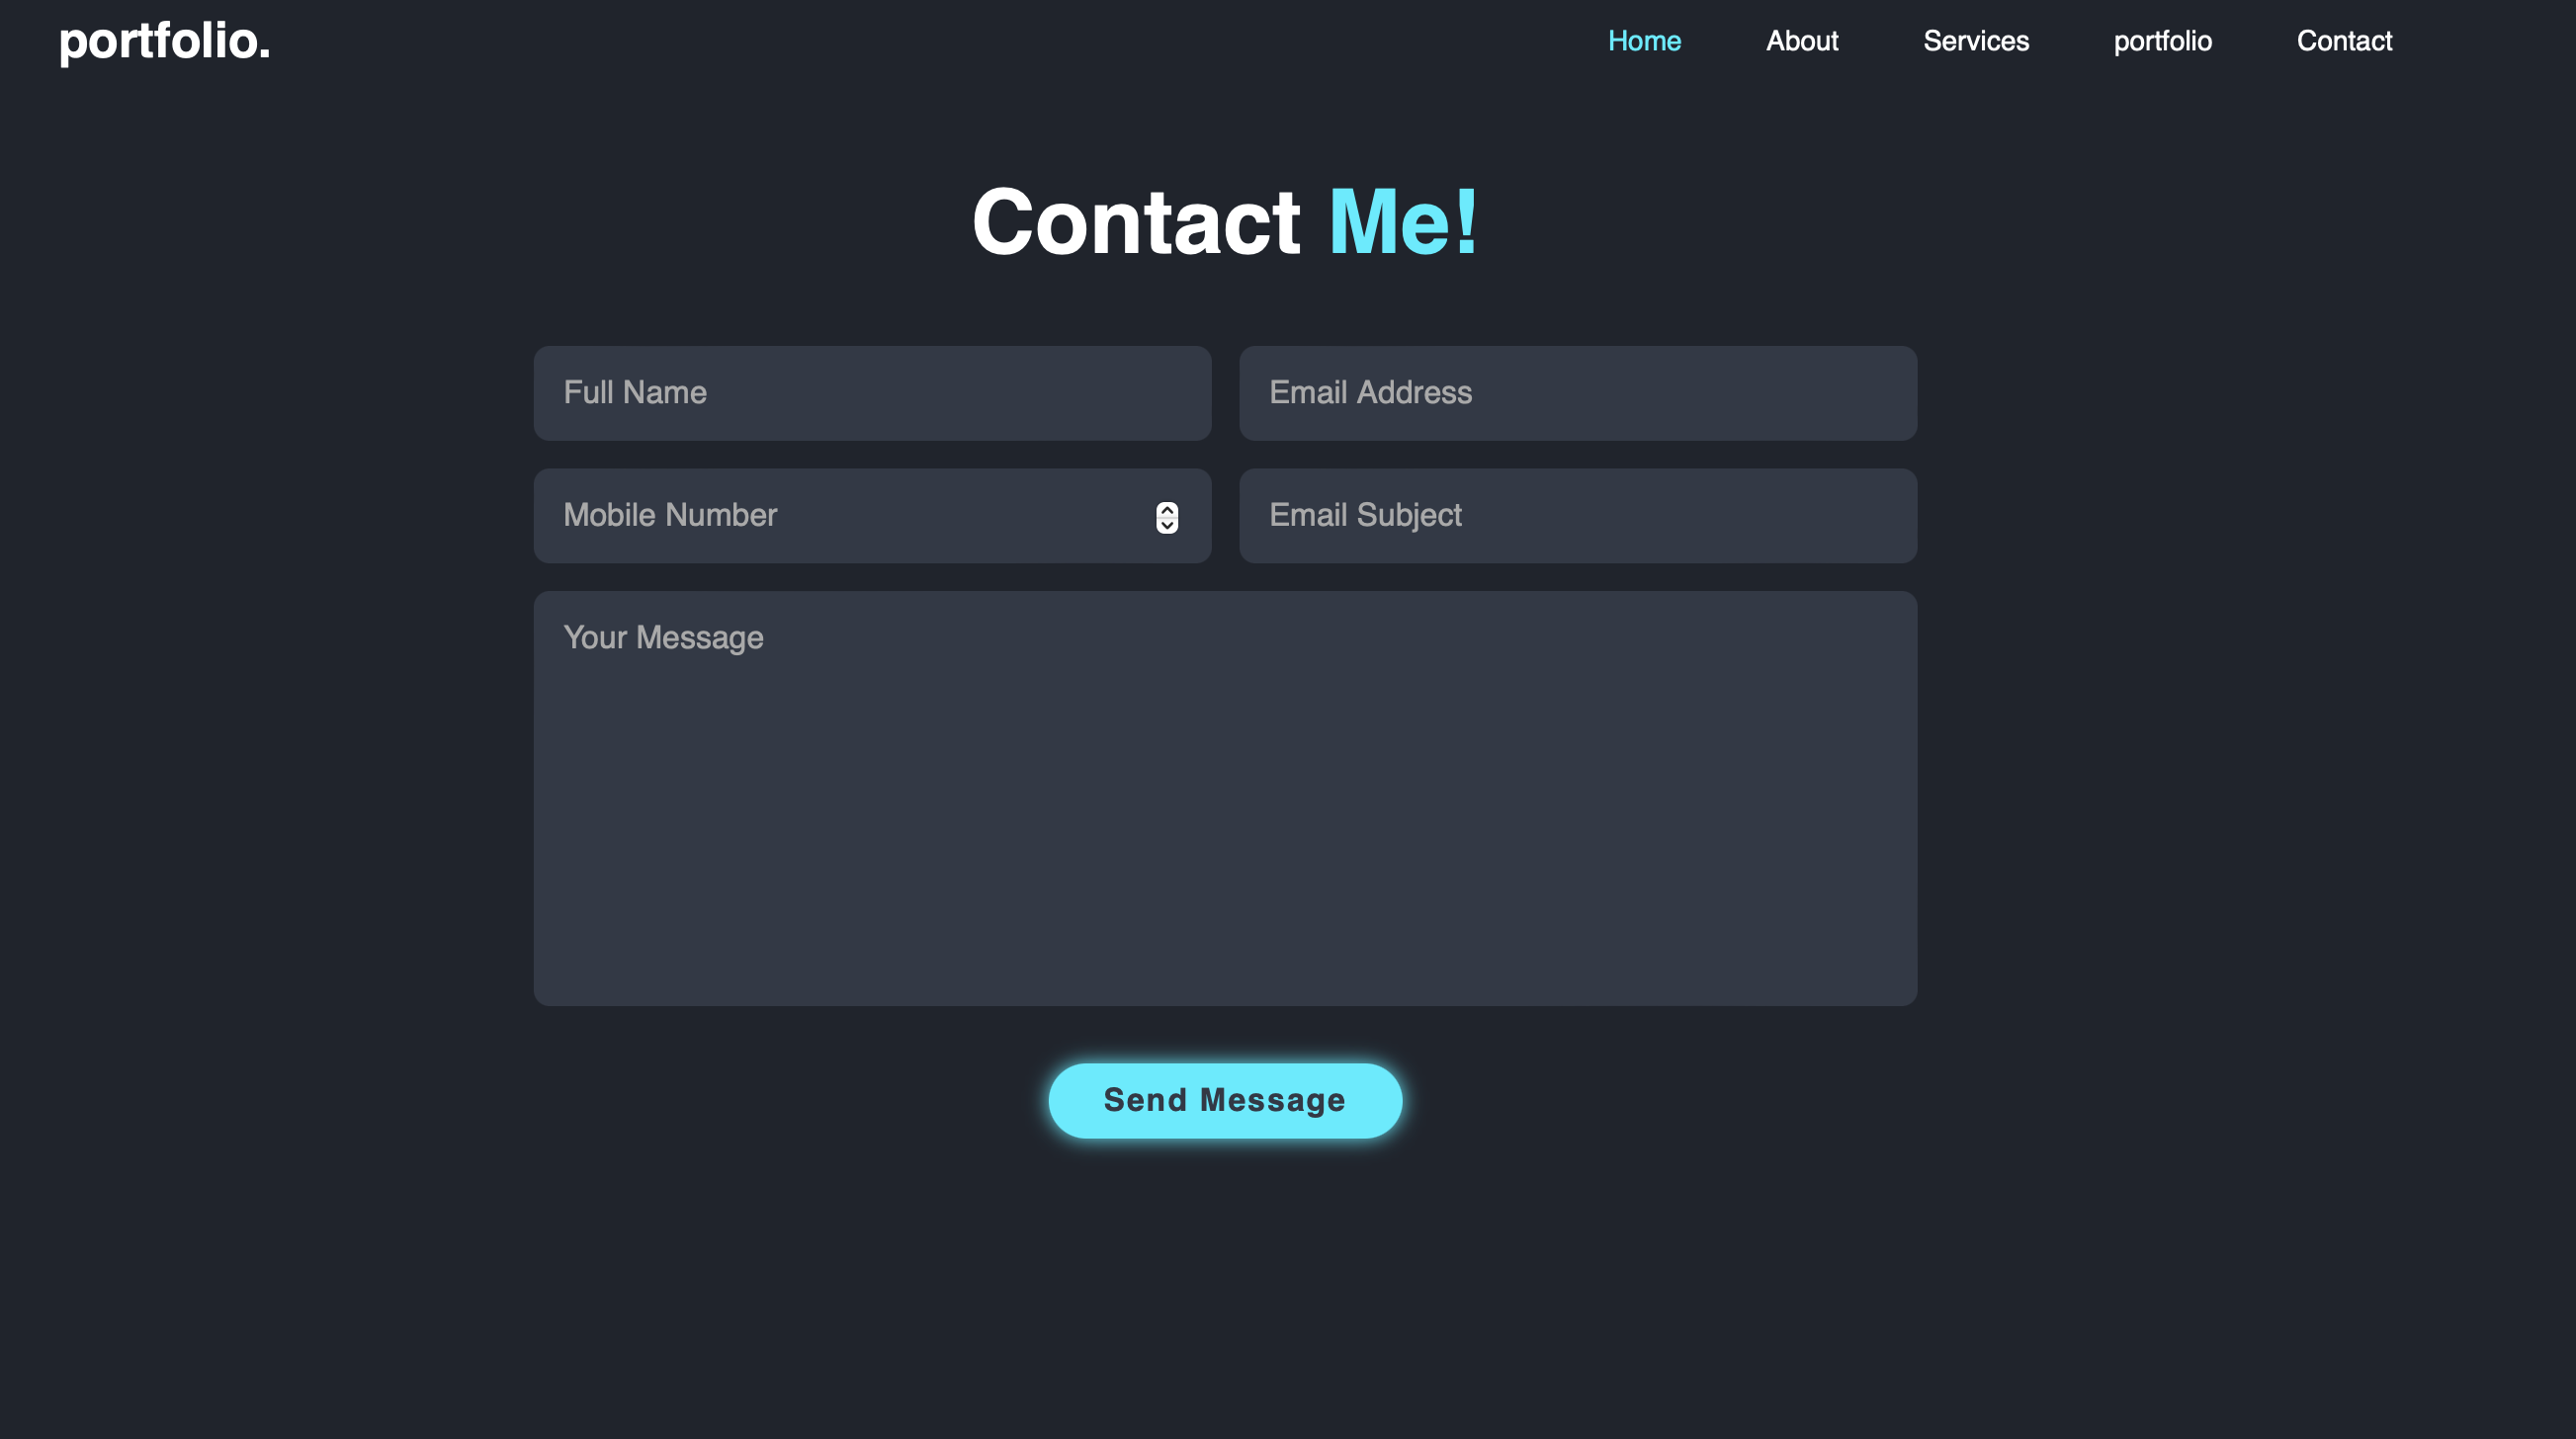 portfolio.
Home About Services portfolio Contact
Contact Me!
Full Name
Email Address
Mobile Number
Email Subject
Your Message
Send Message